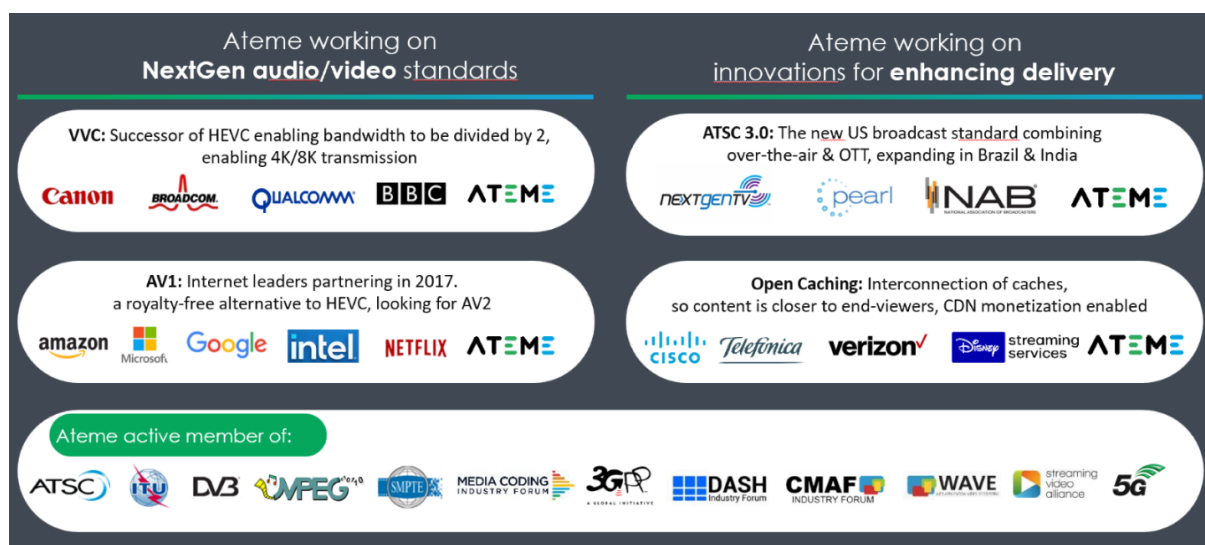 Ateme working on
NextGen audio/video standards
VVC: Successor of HEVC enabling bandwidth to be divided by 2,
enabling 4K/8K transmission
Canon BROADCOM. QUALCOMM BBC ATEME
AV1: Internet leaders partnering in 2017.
a royalty-free alternative to HEVC, looking for AV2
amazon Microsoft Google intel NETFLIX ATEME
Ateme working on
innovations for enhancing delivery
ATSC 3.0: The new US broadcast standard combining
over-the-air & OTT, expanding in Brazil & India
NEXTGENTV pearl NAB ATEME
NATIONAL ASSOCIATION OF BROADCASTERS
Open Caching: Interconnection of caches,
so content is closer to end-viewers, CDN monetization enabled
CISCO Telefónica verizon Disney streaming services ATEME
Ateme active member of:
ATSC ITU DVB MPEG SMPTE MEDIA CODING INDUSTRY FORUM 3GPP DASH Industry Forum CMAF INDUSTRY FORUM WAVE streaming video alliance 5G
A GLOBAL INITIATIVE